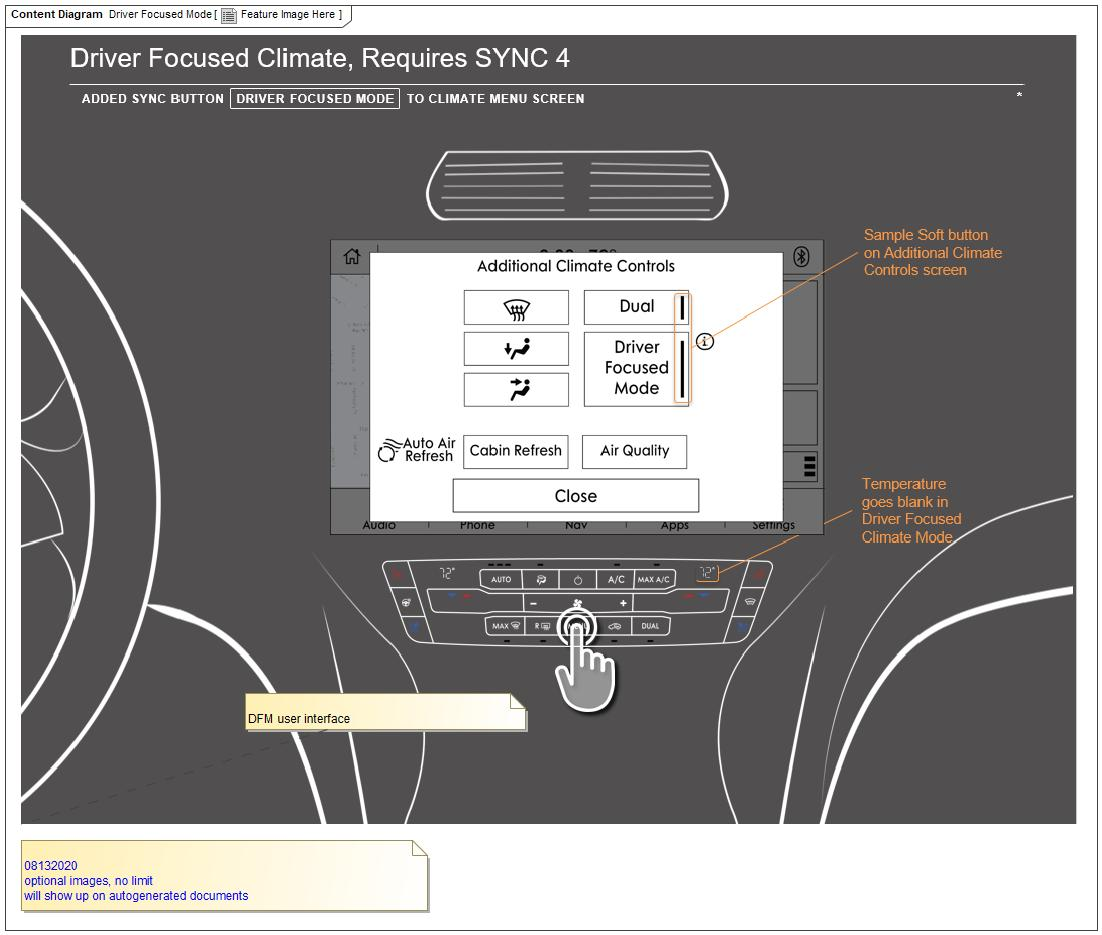 Content Diagram Driver Focused Mode [ Feature Image Here ]
Driver Focused Climate, Requires SYNC 4
ADDED SYNC BUTTON DRIVER FOCUSED MODE TO CLIMATE MENU SCREEN *
Sample Soft button
on Additional Climate
Controls screen
Additional Climate Controls
Dual
Driver
Focused
Mode
Auto Air
Refresh
Cabin Refresh
Air Quality
Close
Audio Phone Nav Apps Settings
Temperature
goes blank in
Driver Focused
Climate Mode
72° AUTO A/C MAX A/C 72°
- +
MAX R MENU DUAL
DFM user interface
08132020
optional images, no limit
will show up on autogenerated documents